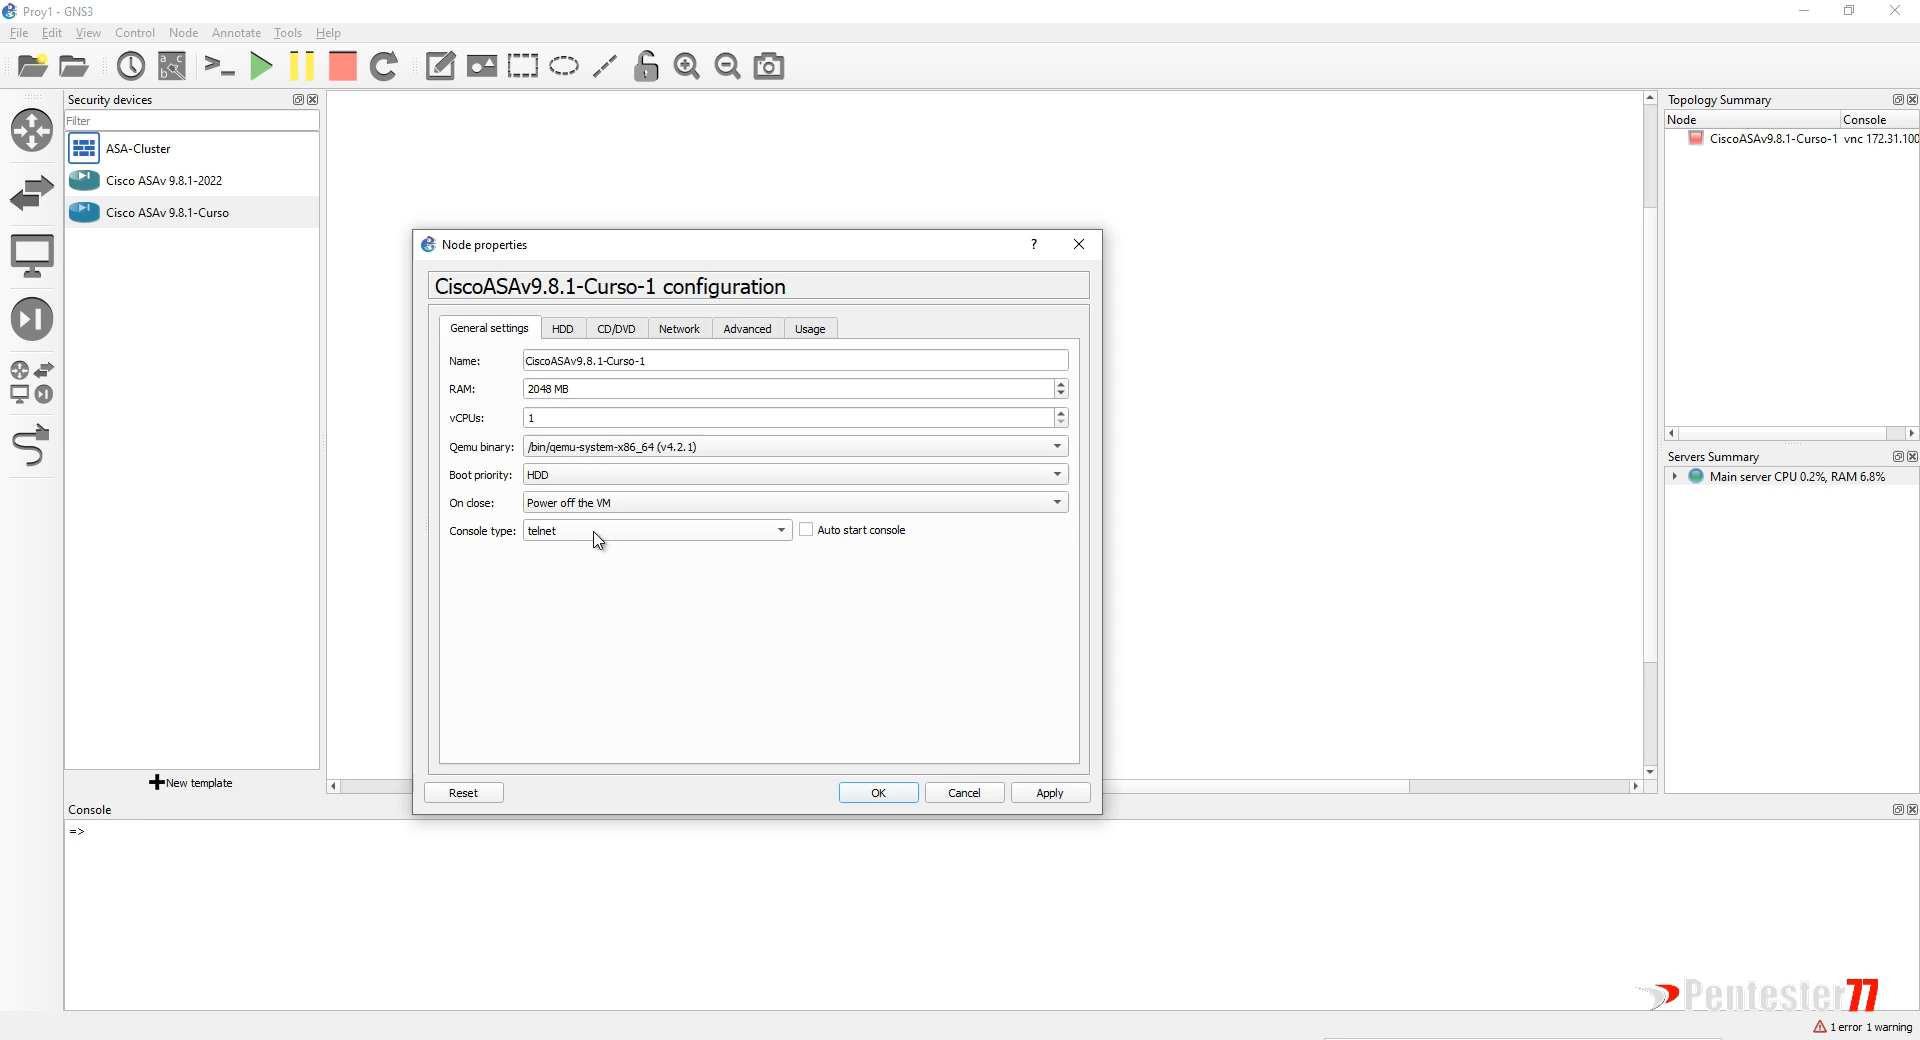 Proy1 - GNS3
File Edit View Control Node Annotate Tools Help
Security devices
Filter
ASA-Cluster
Cisco ASAv 9.8.1-2022
Cisco ASAv 9.8.1-Curso
New template
Node properties
?
CiscoASAv9.8.1-Curso-1 configuration
General settings HDD CD/DVD Network Advanced Usage
Name: CiscoASAv9.8.1-Curso-1
RAM: 2048 MB
vCPUs: 1
Qemu binary: /bin/qemu-system-x86_64 (v4.2.1)
Boot priority: HDD
On close: Power off the VM
Console type: telnet Auto start console
Reset OK Cancel Apply
Topology Summary
Node Console
CiscoASAv9.8.1-Curso-1 vnc 172.31.100
Servers Summary
Main server CPU 0.2%, RAM 6.8%
Console
=>
Pentester77
1 error 1 warning